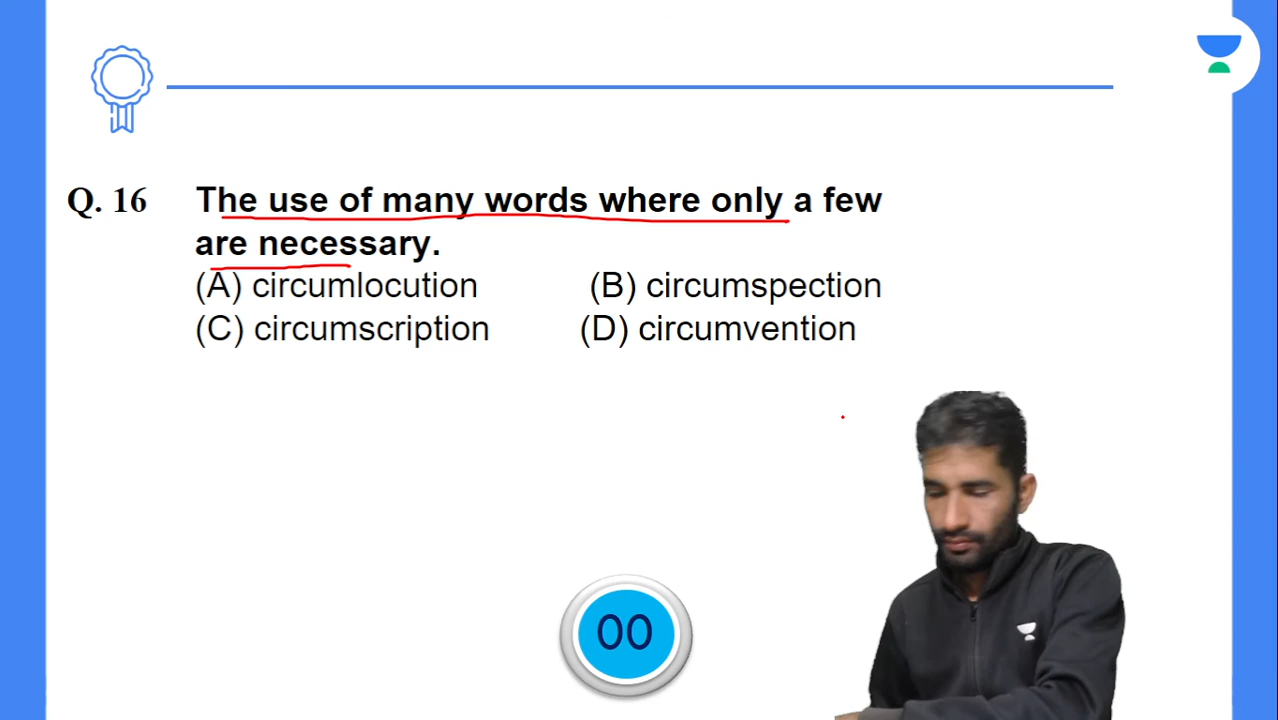 Q. 16 The use of many words where only a few
are necessary.
(A) circumlocution (B) circumspection
(C) circumscription (D) circumvention
00